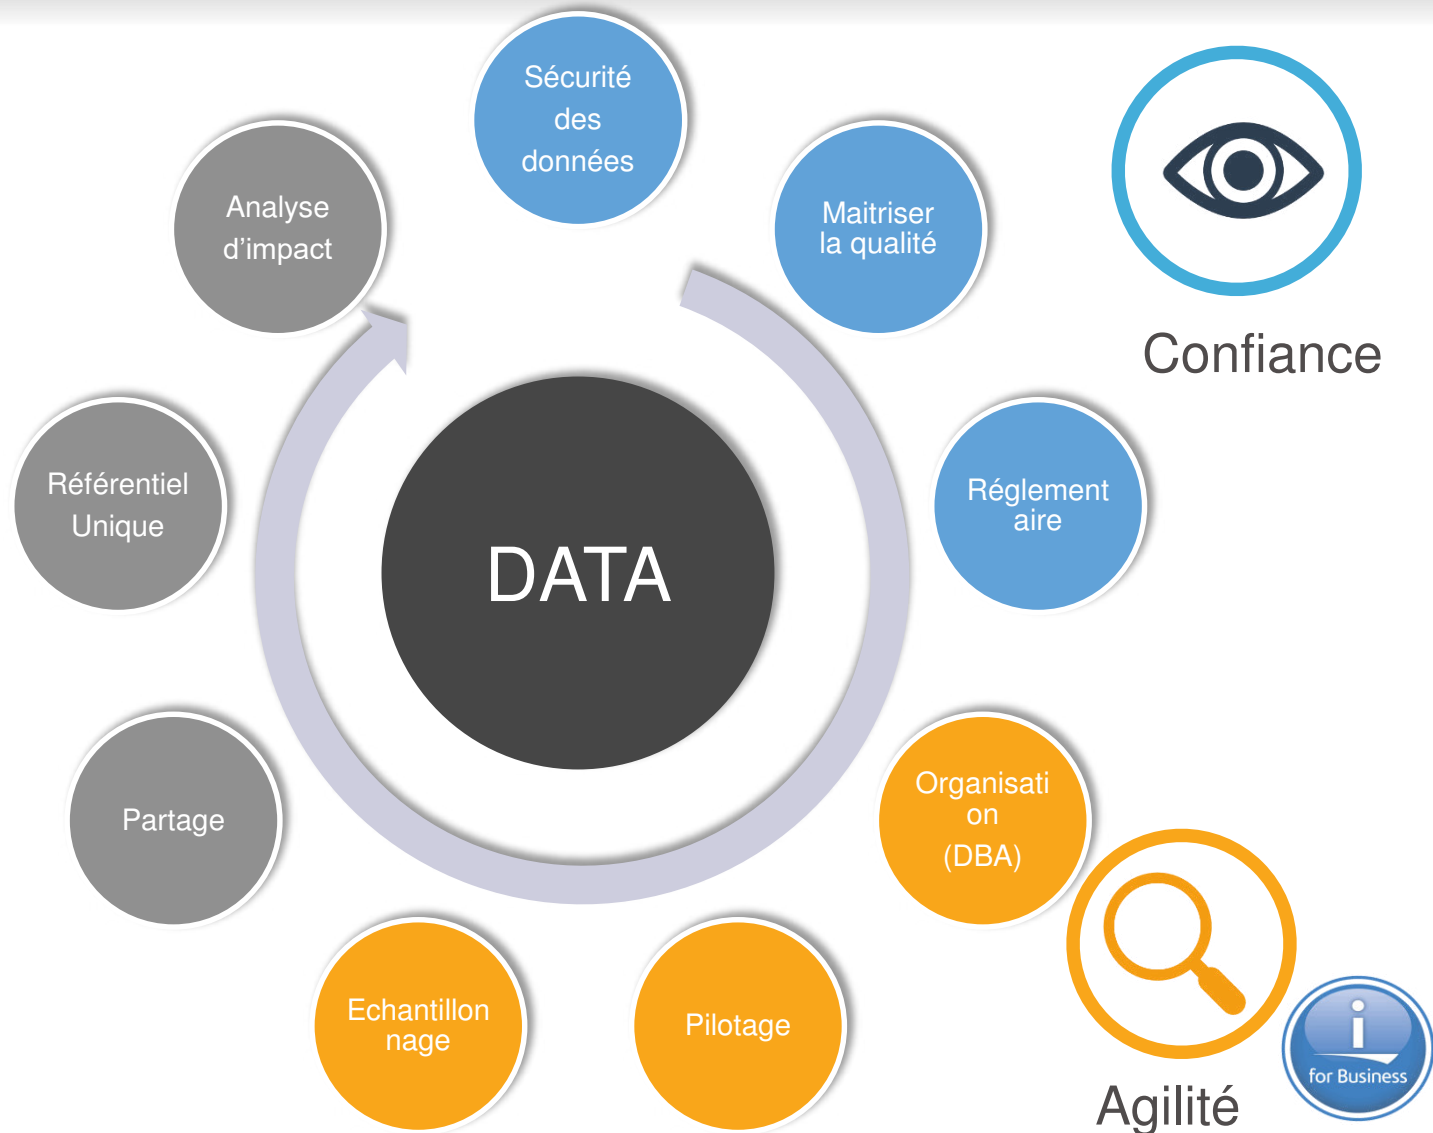 Sécurité
des
données
Analyse
d'impact
Maitriser
la qualité
Confiance
Référentiel
Unique
DATA
Réglement
aire
Partage
Organisati
on
(DBA)
Echantillon
nage
Pilotage
Agilité
i
for Business